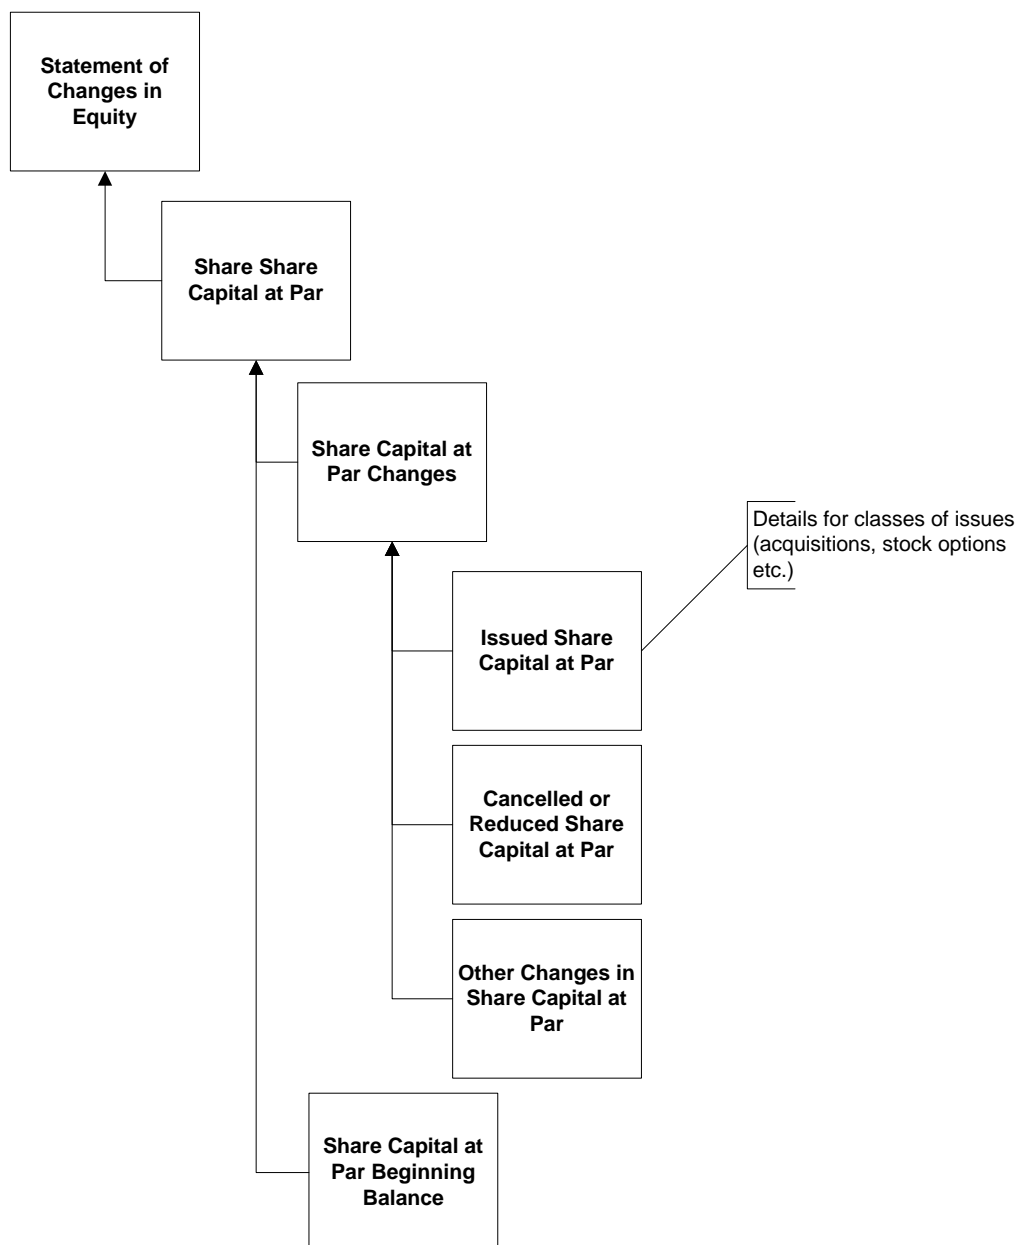 Statement of
Changes in
Equity
Share Share
Capital at Par
Share Capital at
Par Changes
Details for classes of issues
(acquisitions, stock options
etc.)
Issued Share
Capital at Par
Cancelled or
Reduced Share
Capital at Par
Other Changes in
Share Capital at
Par
Share Capital at
Par Beginning
Balance